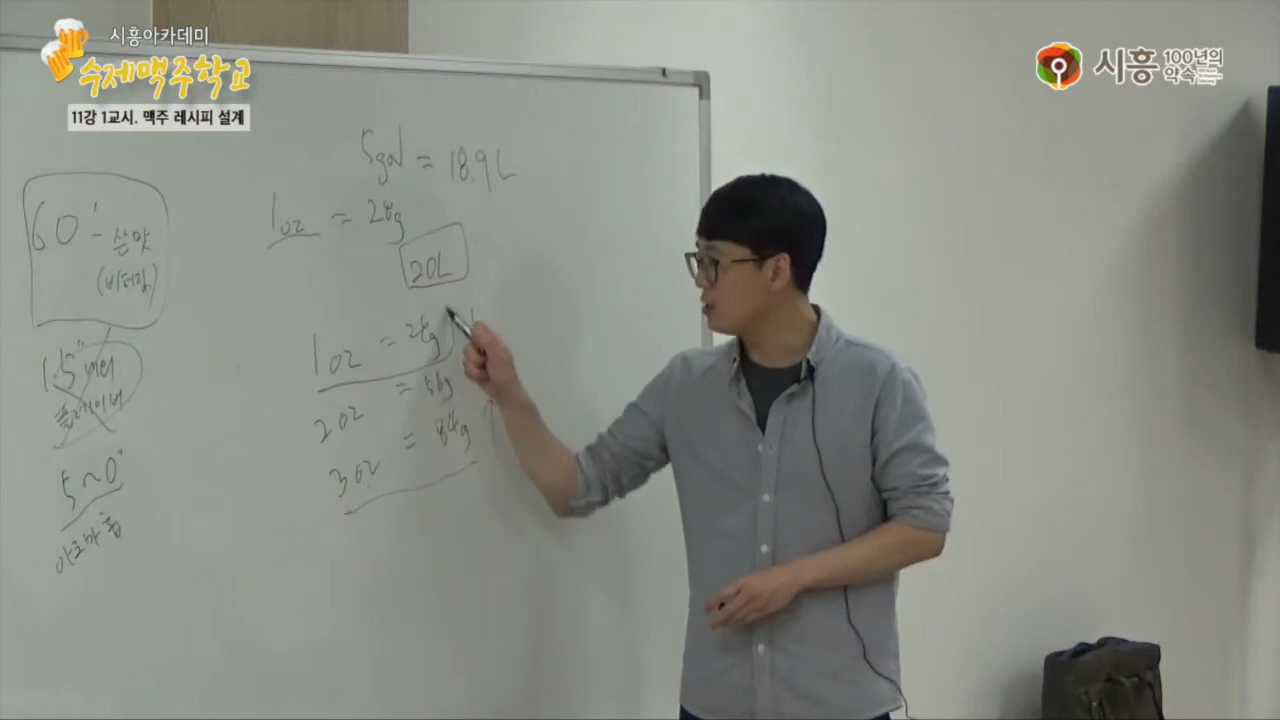 시흥아카데미
수제맥주학교
11강 1교시. 맥주 레시피 설계
시흥 100년의
약속
5gal = 18.9L
1oz = 28g
20L
60" - 쓴맛
(비터링)
1oz = 28g
2oz = 56g
3oz = 84g
15"
플레이버
5~0"
아로마 홉